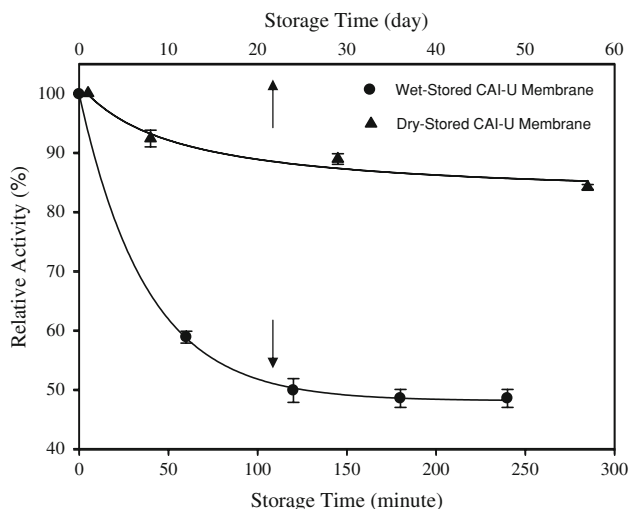 Storage Time (day)
0 10 20 30 40 50 60
100
90
80
70
60
50
40
Relative Activity (%)
Wet-Stored CAI-U Membrane
Dry-Stored CAI-U Membrane
0 50 100 150 200 250 300
Storage Time (minute)